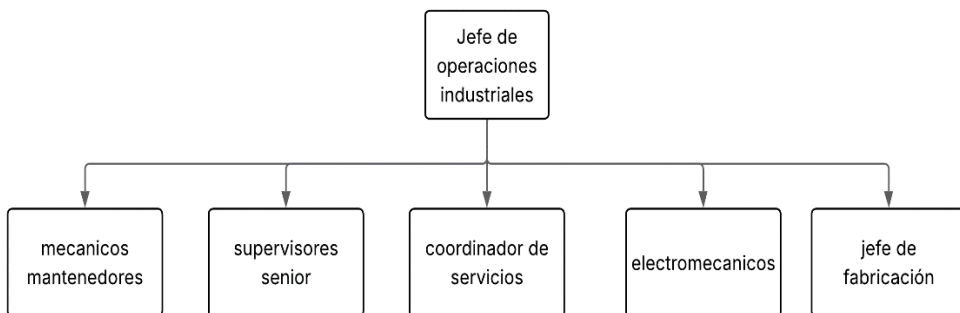 Jefe de
operaciones
industriales
mecanicos
mantenedores
supervisores
senior
coordinador de
servicios
electromecanicos
jefe de
fabricación